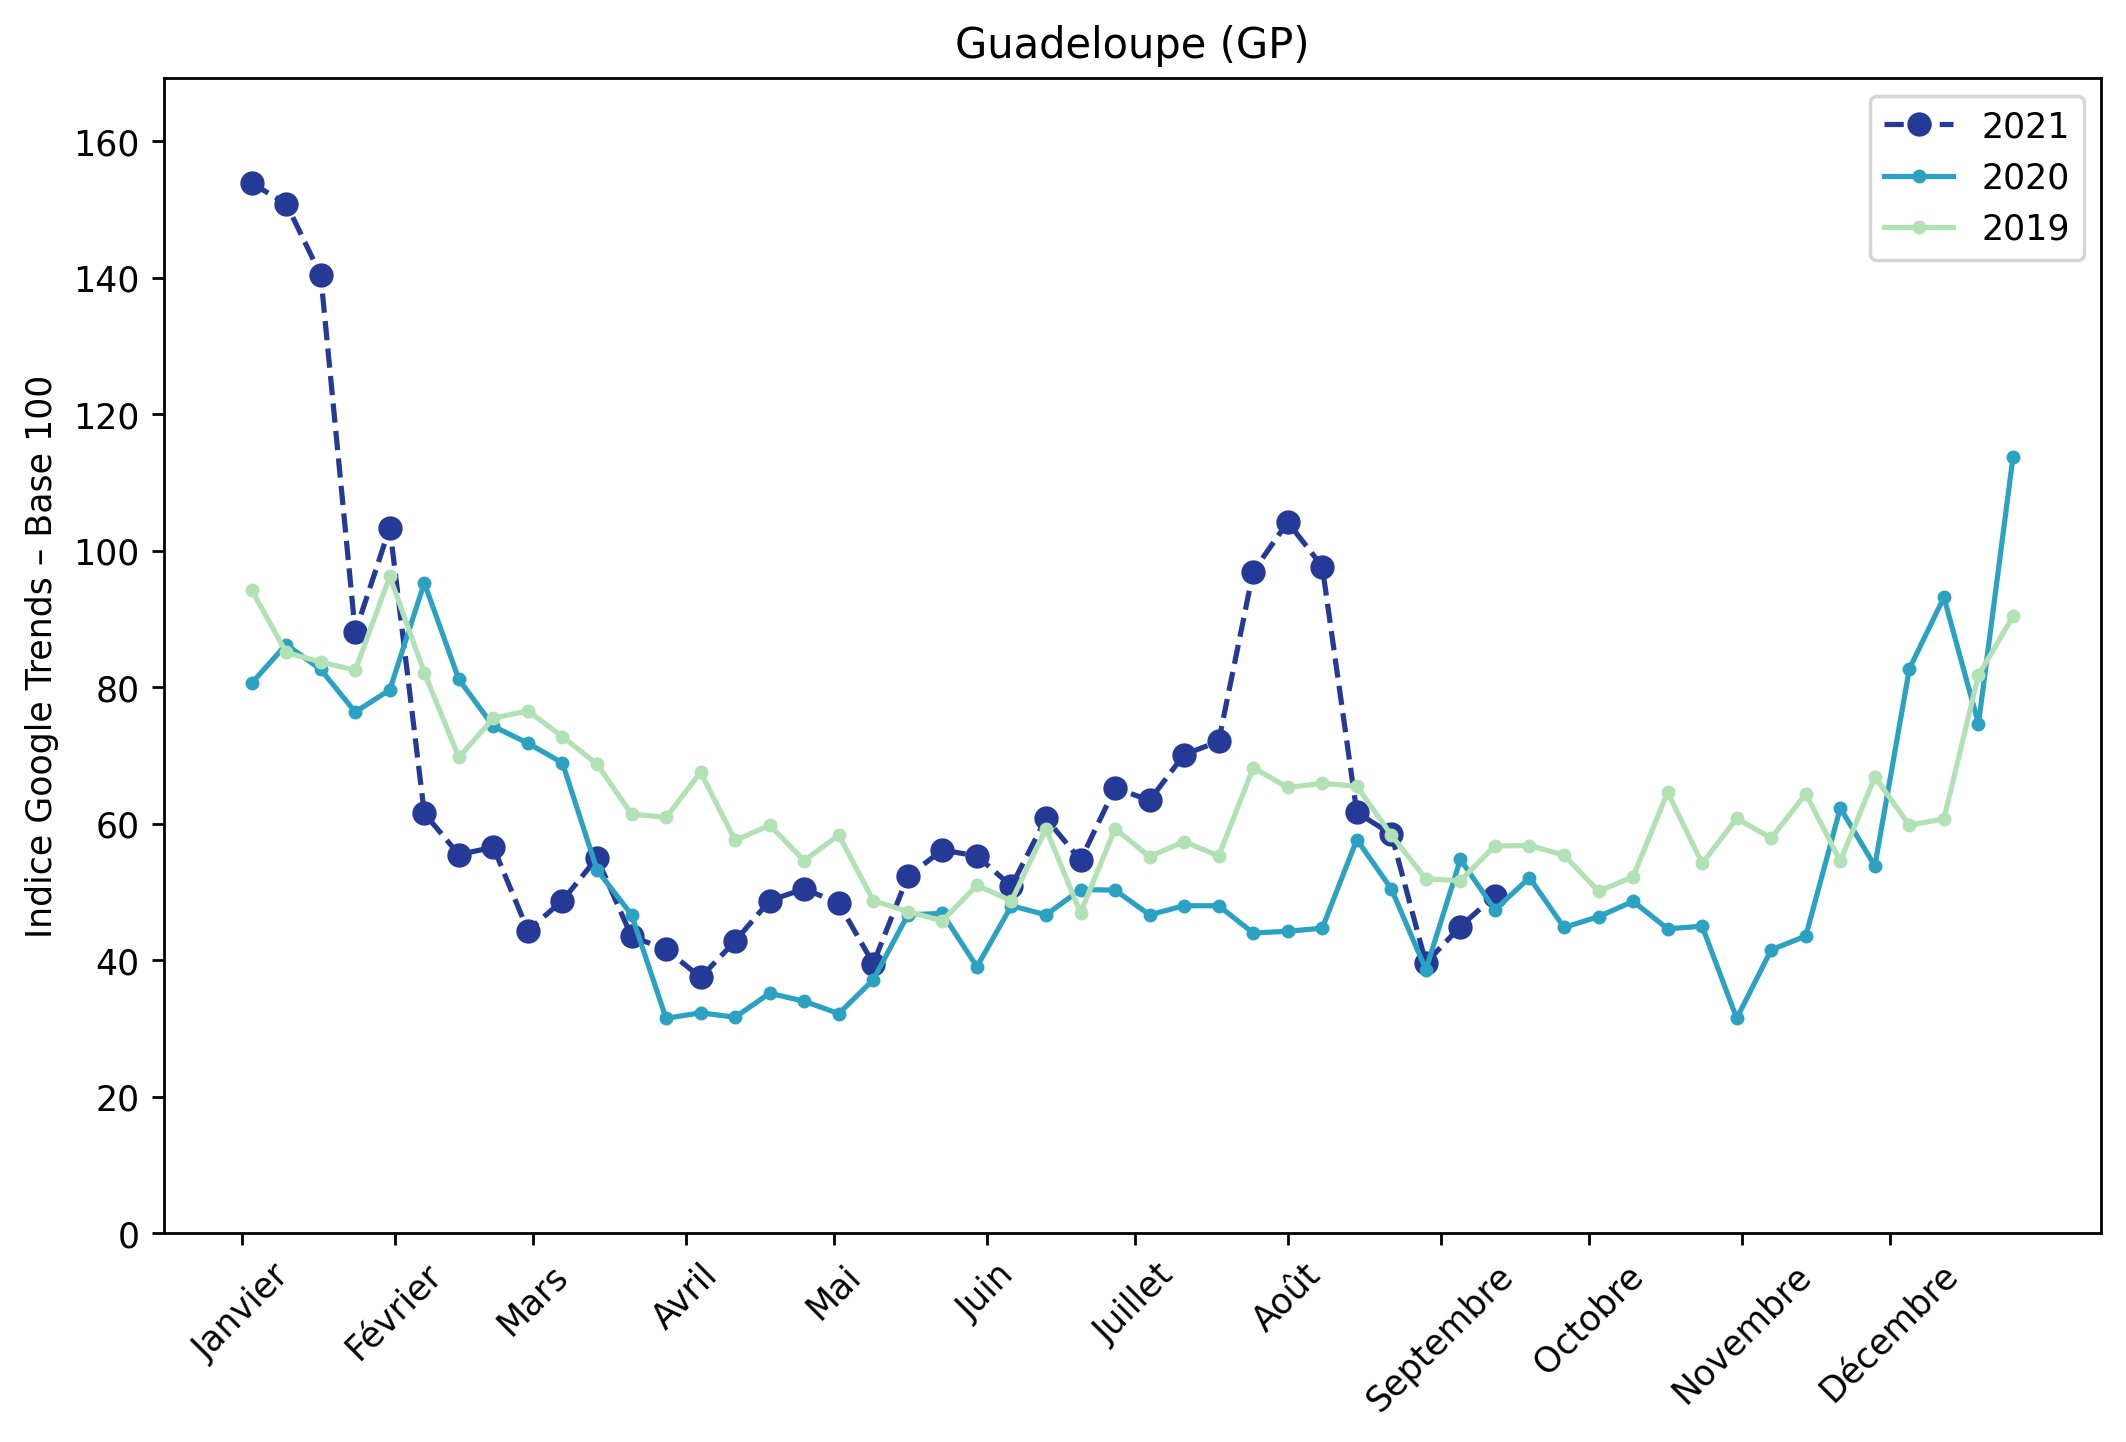 Guadeloupe (GP)
Indice Google Trends – Base 100
160
140
120
100
80
60
40
20
0
2021
2020
2019
Janvier
Février
Mars
Avril
Mai
Juin
Juillet
Août
Septembre
Octobre
Novembre
Décembre